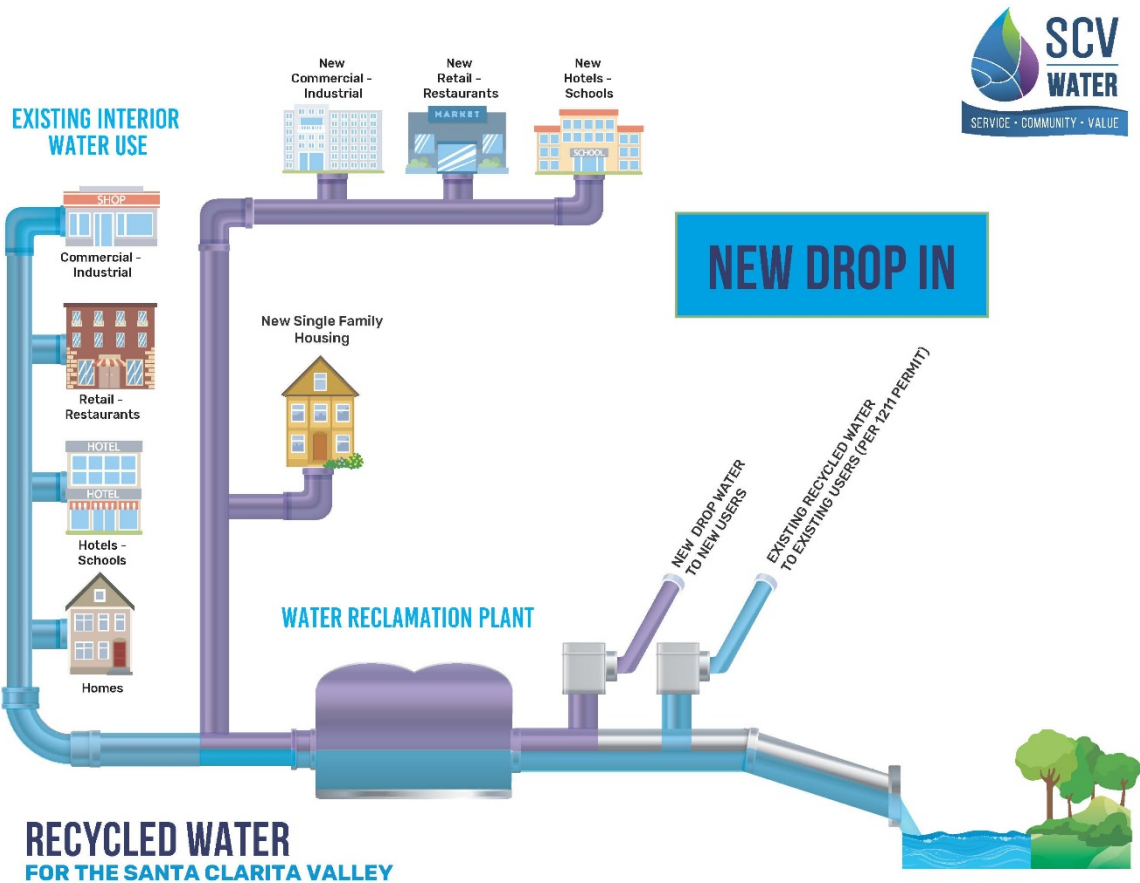 SCV
WATER
SERVICE • COMMUNITY • VALUE
EXISTING INTERIOR
WATER USE
New
Commercial -
Industrial
New
Retail -
Restaurants
New
Hotels -
Schools
MARKET
SCHOOL
SHOP
Commercial -
Industrial
NEW DROP IN
Retail -
Restaurants
New Single Family
Housing
HOTEL
HOTEL
Hotels -
Schools
Homes
NEW DROP WATER
TO NEW USERS
EXISTING RECYCLED WATER
TO EXISTING USERS (PER 1211 PERMIT)
WATER RECLAMATION PLANT
RECYCLED WATER
FOR THE SANTA CLARITA VALLEY